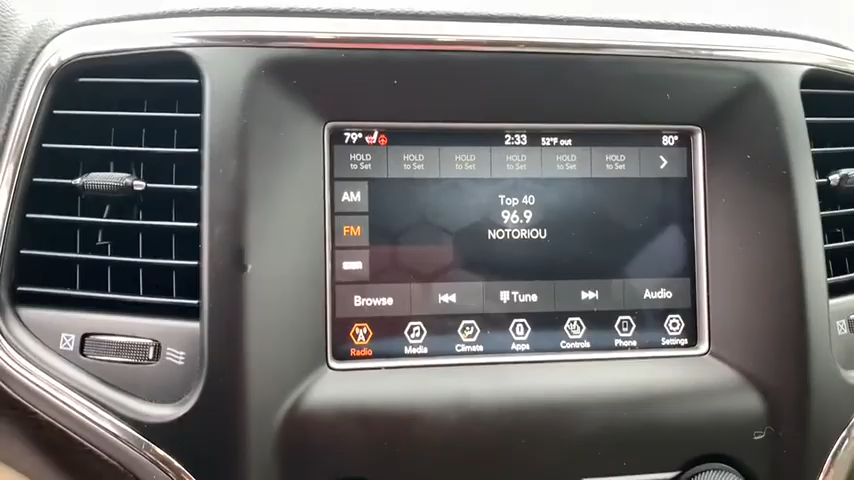 79° 2:33 52°F out 80°
HOLD to Set HOLD to Set HOLD to Set HOLD to Set HOLD to Set HOLD to Set
AM
Top 40
96.9
FM
NOTORIOU
Browse Tune Audio
Radio Media Climate Apps Controls Phone Settings